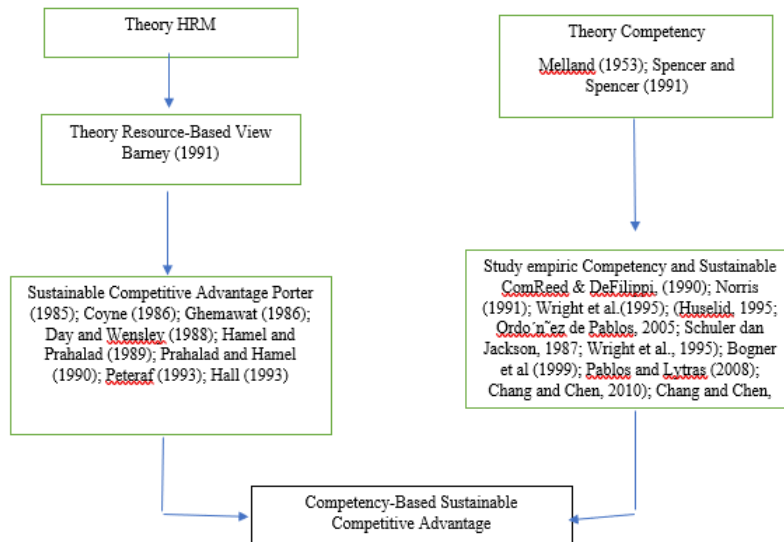 Theory HRM
Theory Competency
Melland (1953); Spencer and
Spencer (1991)
Theory Resource-Based View
Barney (1991)
Sustainable Competitive Advantage Porter
(1985); Coyne (1986); Ghemawat (1986);
Day and Wensley (1988); Hamel and
Prahalad (1989); Prahalad and Hamel
(1990); Peteraf (1993); Hall (1993)
Study empiric Competency and Sustainable
ComReed & DeFilippi, (1990); Norris
(1991); Wright et al.(1995); (Huselid, 1995;
Ordo´n˜ez de Pablos, 2005; Schuler dan
Jackson, 1987; Wright et al., 1995); Bogner
et al (1999); Pablos and Lytras (2008);
Chang and Chen, 2010); Chang and Chen,
Competency-Based Sustainable
Competitive Advantage